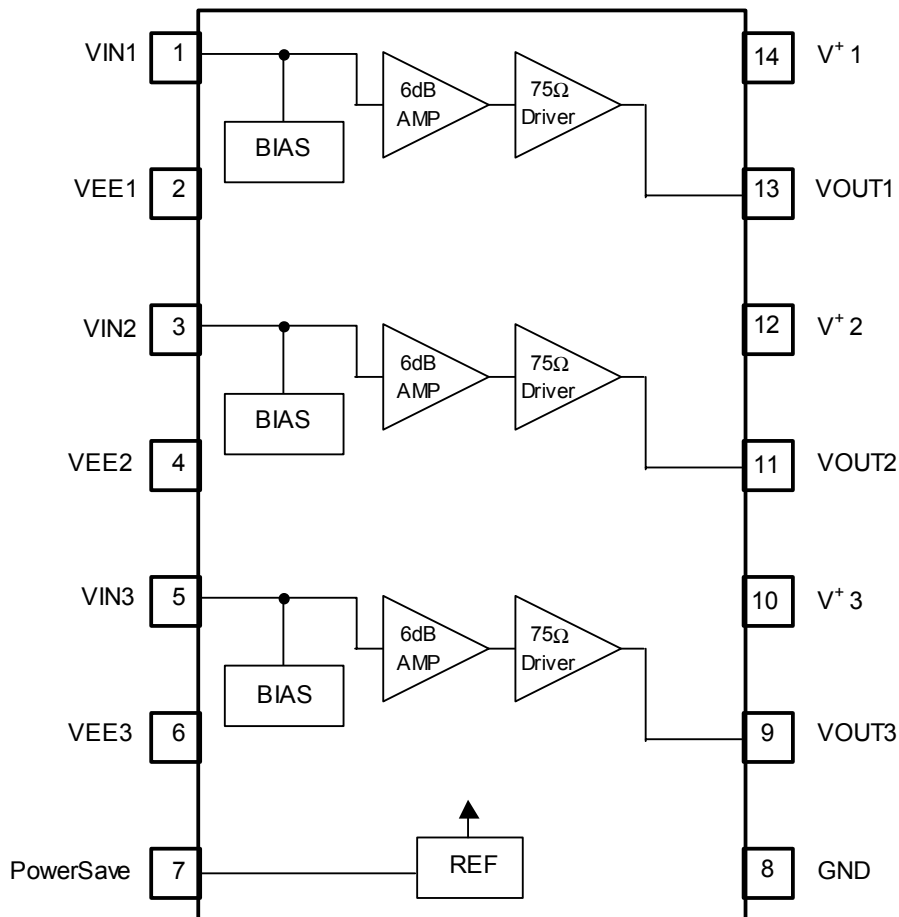 VIN1 1
14 V⁺ 1
6dB
AMP
75Ω
Driver
BIAS
VEE1 2
13 VOUT1
VIN2 3
12 V⁺ 2
6dB
AMP
75Ω
Driver
BIAS
VEE2 4
11 VOUT2
VIN3 5
10 V⁺ 3
6dB
AMP
75Ω
Driver
BIAS
VEE3 6
9 VOUT3
PowerSave 7
REF
8 GND